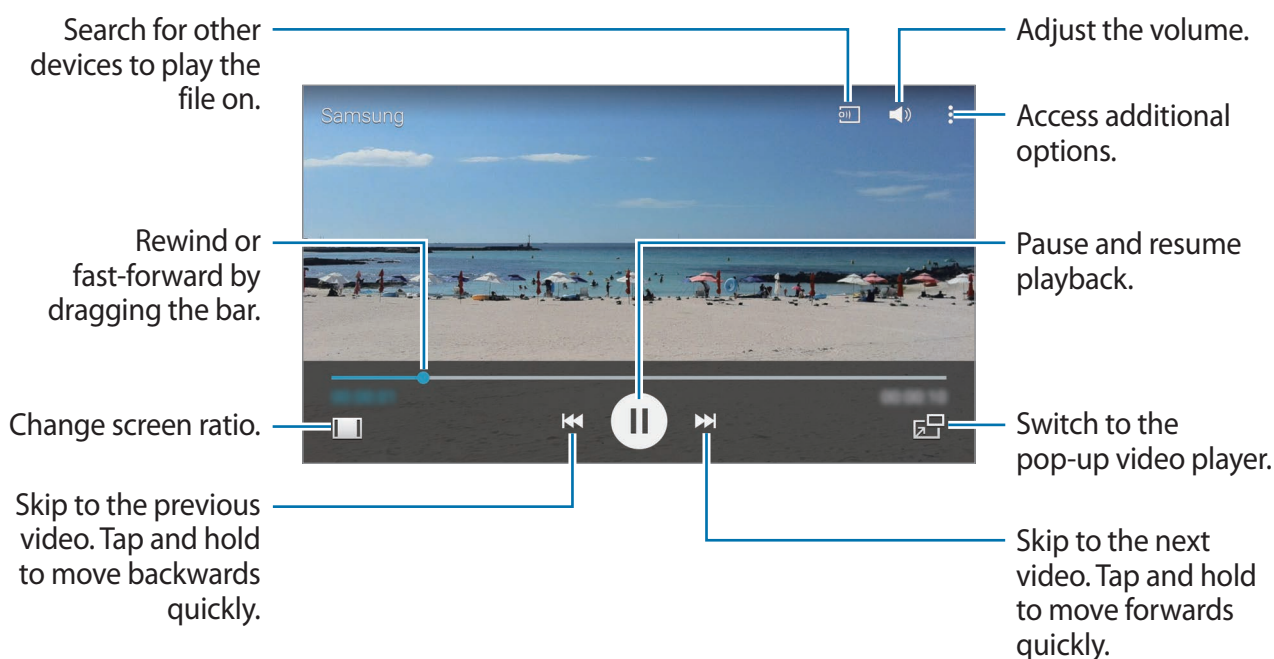 Search for other
devices to play the
file on.
Adjust the volume.
Samsung
Access additional
options.
Rewind or
fast-forward by
dragging the bar.
Pause and resume
playback.
Change screen ratio.
Switch to the
pop-up video player.
Skip to the previous
video. Tap and hold
to move backwards
quickly.
Skip to the next
video. Tap and hold
to move forwards
quickly.